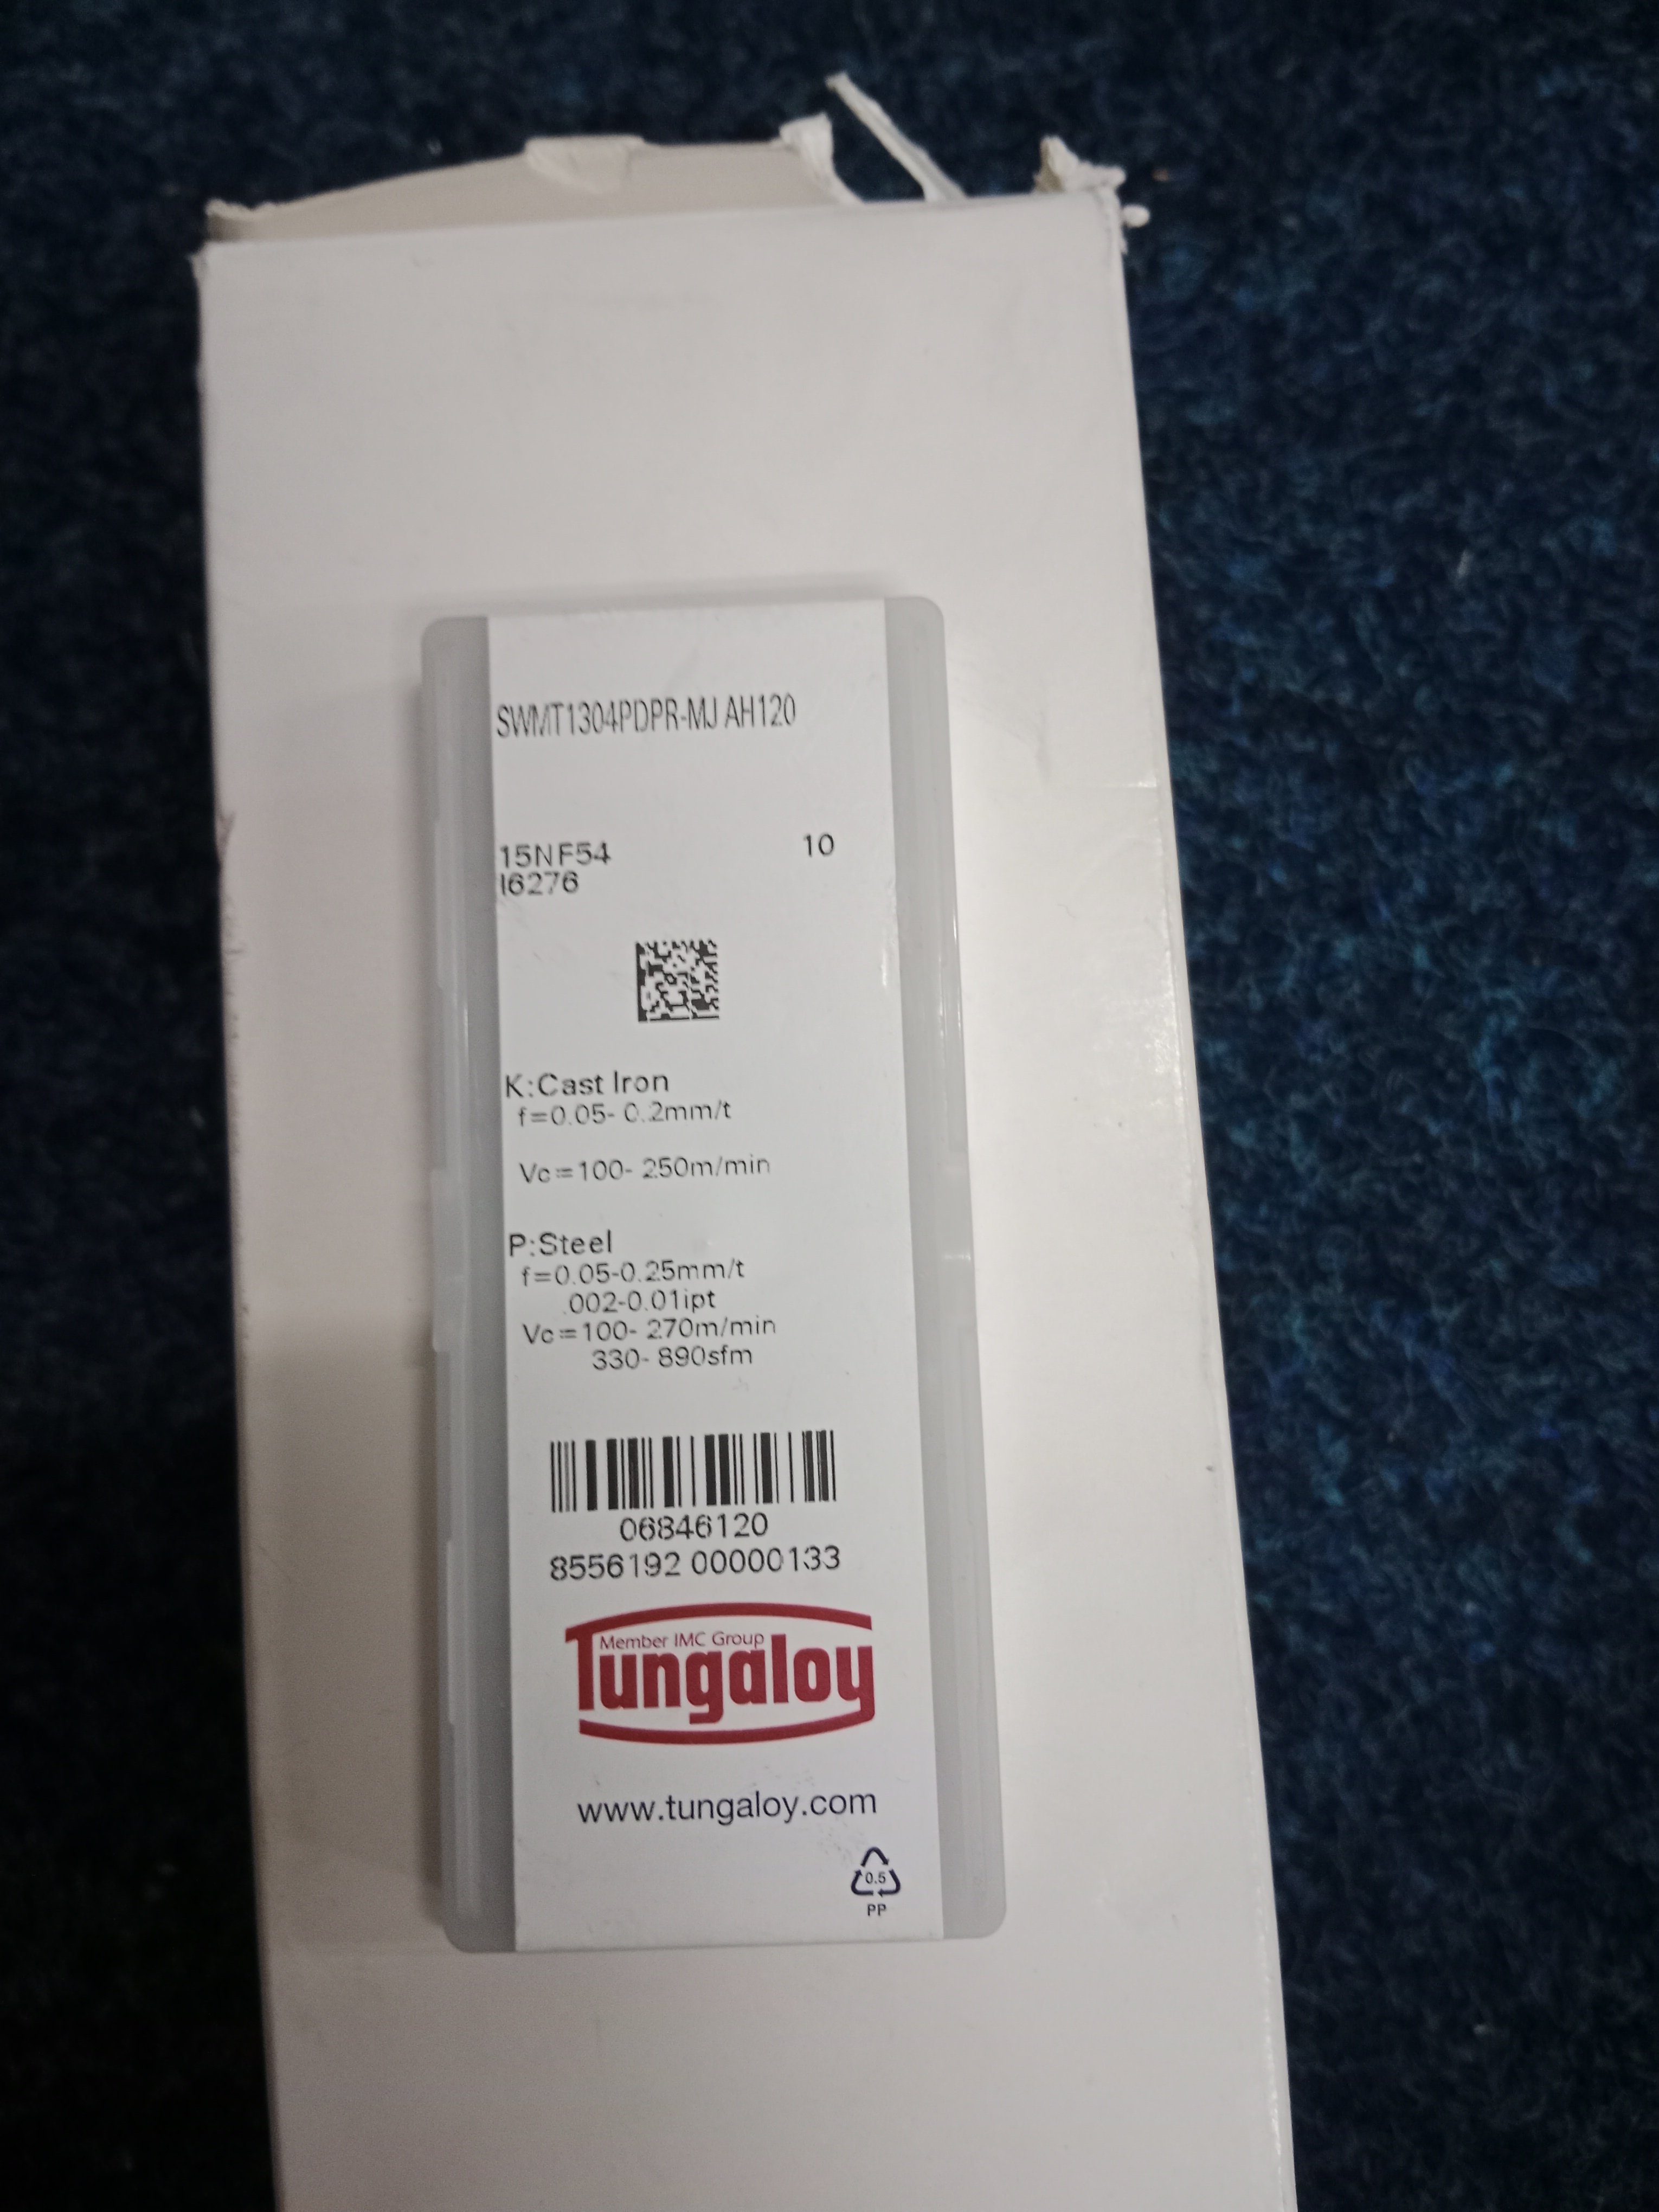 SWMT1304PDPR-MJ AH120
15NF54 10
I6276
K:Cast Iron
f=0.05- 0.2mm/t
Vc=100- 250m/min
P:Steel
f=0.05-0.25mm/t
.002-0.01ipt
Vc=100- 270m/min
330- 890sfm
06846120
8556192 00000133
Member IMC Group
Tungaloy
www.tungaloy.com
0.5
PP